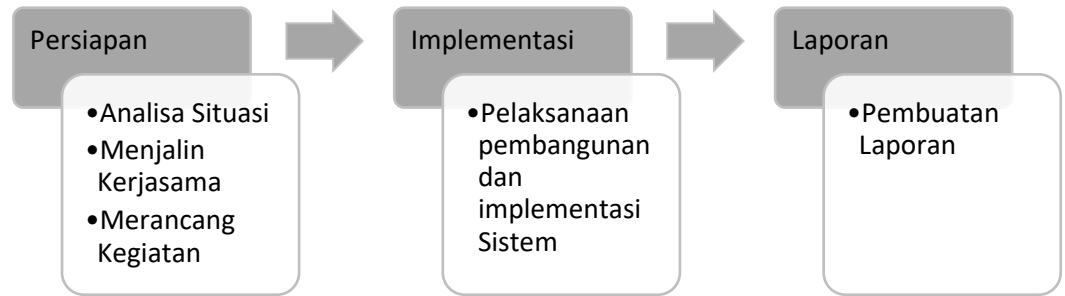 Persiapan
•Analisa Situasi
•Menjalin
Kerjasama
•Merancang
Kegiatan
Implementasi
•Pelaksanaan
pembangunan
dan
implementasi
Sistem
Laporan
•Pembuatan
Laporan